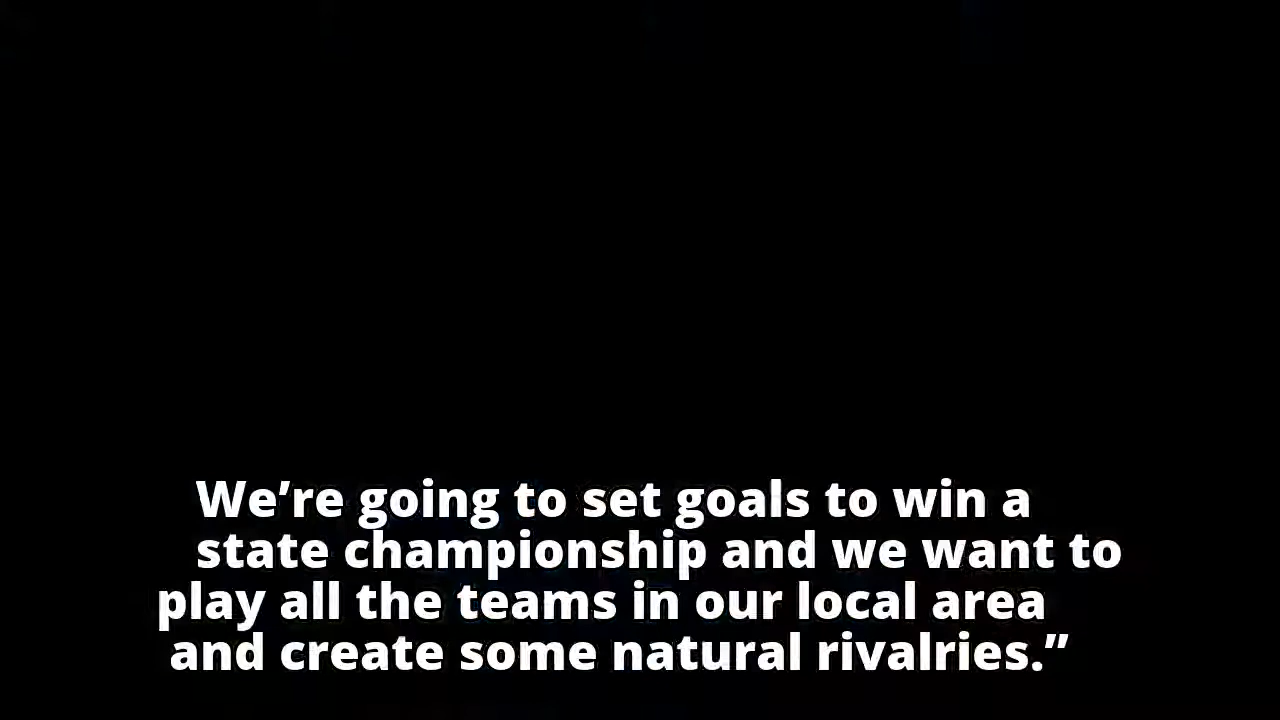 We’re going to set goals to win a
state championship and we want to
play all the teams in our local area
and create some natural rivalries.”